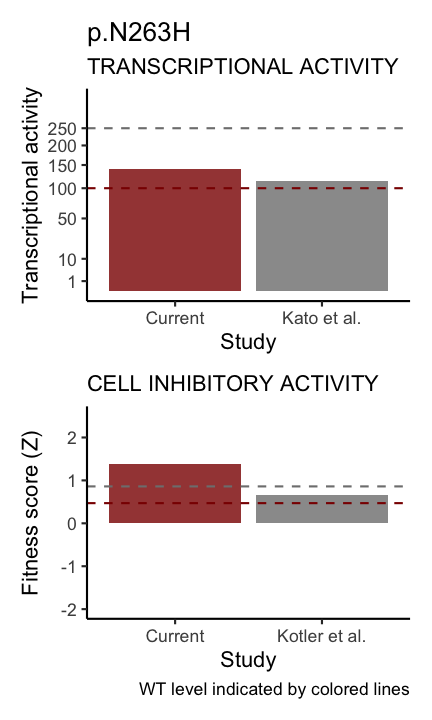 p.N263H
TRANSCRIPTIONAL ACTIVITY
Transcriptional activity
250
200
150
100
50
10
1
Current
Kato et al.
Study
CELL INHIBITORY ACTIVITY
Fitness score (Z)
2
1
0
-1
-2
Current
Kotler et al.
Study
WT level indicated by colored lines